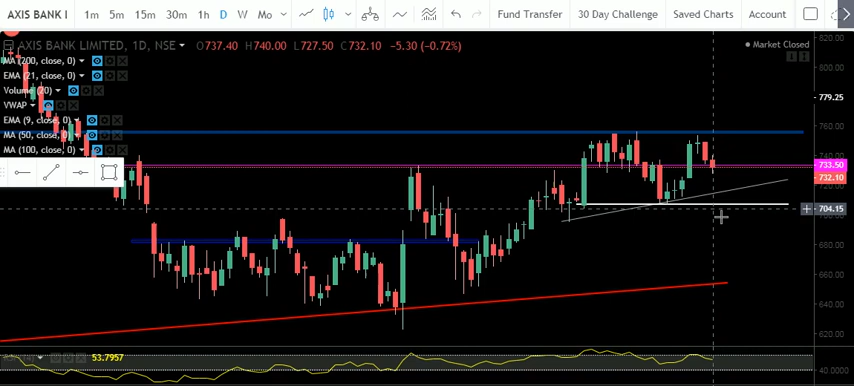 AXIS BANK I 1m 5m 15m 30m 1h D W Mo Fund Transfer 30 Day Challenge Saved Charts Account
AXIS BANK LIMITED, 1D, NSE O737.40 H740.00 L727.50 C732.10 -5.30 (-0.72%)
Market Closed
MA (200, close, 0)
EMA (21, close, 0)
Volume (20)
VWAP
EMA (9, close, 0)
MA (50, close, 0)
MA (100, close, 0)
820.00
800.00
779.25
760.00
740.00
733.50
732.10
704.15
680.00
660.00
640.00
620.00
53.7957
40.0000